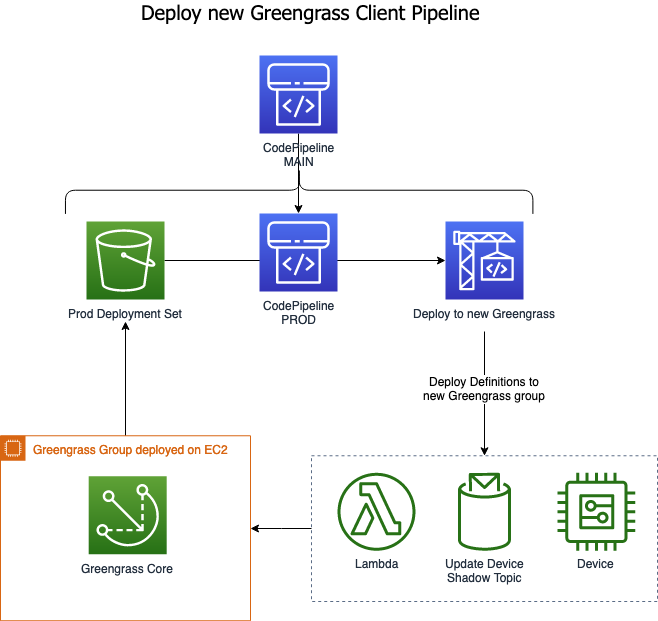 Deploy new Greengrass Client Pipeline
CodePipeline
MAIN
Prod Deployment Set
CodePipeline
PROD
Deploy to new Greengrass
Deploy Definitions to
new Greengrass group
Greengrass Group deployed on EC2
Greengrass Core
Lambda
Update Device
Shadow Topic
Device